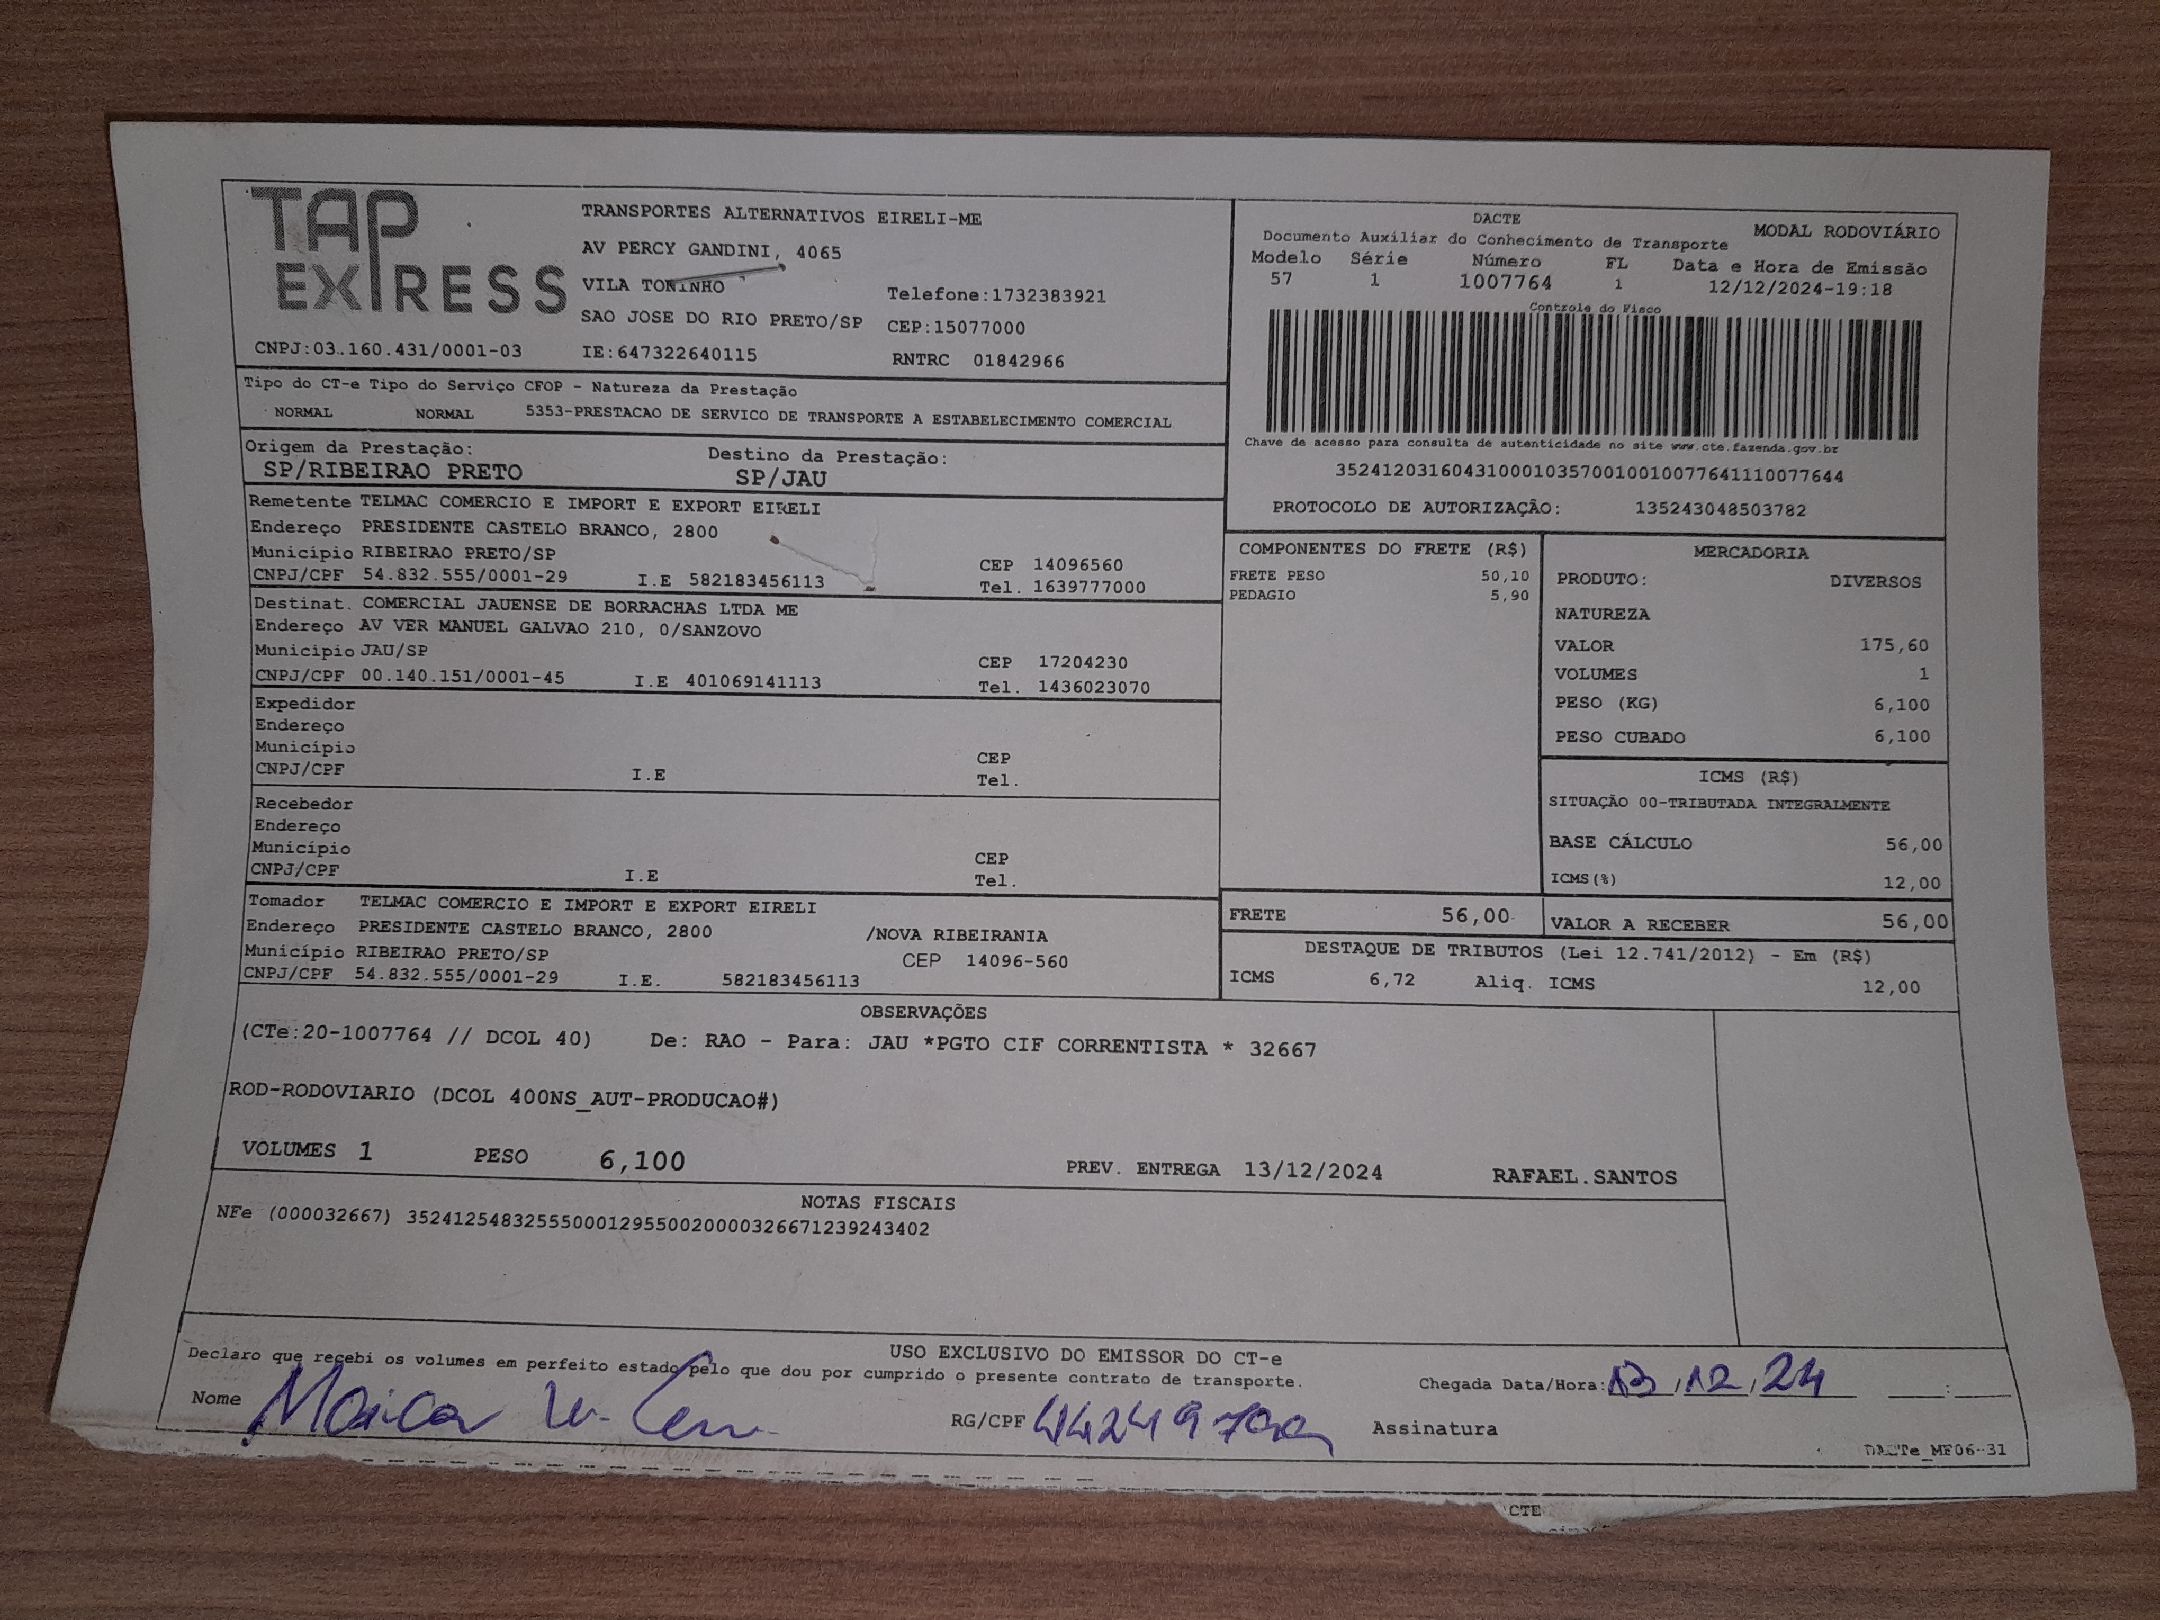 TAP
EXPRESS
TRANSPORTES ALTERNATIVOS EIRELI-ME
AV PERCY GANDINI, 4065
VILA TONINHO
Telefone:1732383921
SAO JOSE DO RIO PRETO/SP CEP:15077000
CNPJ:03.160.431/0001-03 IE:647322640115 RNTRC 01842966
DACTE
Documento Auxiliar do Conhecimento de Transporte MODAL RODOVIÁRIO
Modelo Série Número FL Data e Hora de Emissão
57 1 1007764 1 12/12/2024-19:18
Controle do Fisco
Chave de acesso para consulta de autenticidade no site www.cte.fazenda.gov.br
35241203160431000103570010010077641110077644
PROTOCOLO DE AUTORIZAÇÃO: 135243048503782
Tipo do CT-e Tipo do Serviço CFOP - Natureza da Prestação
NORMAL NORMAL 5353-PRESTACAO DE SERVICO DE TRANSPORTE A ESTABELECIMENTO COMERCIAL
Origem da Prestação: Destino da Prestação:
SP/RIBEIRAO PRETO SP/JAU
Remetente TELMAC COMERCIO E IMPORT E EXPORT EIRELI
Endereço PRESIDENTE CASTELO BRANCO, 2800
Município RIBEIRAO PRETO/SP CEP 14096560
CNPJ/CPF 54.832.555/0001-29 I.E 582183456113 Tel. 1639777000
Destinat. COMERCIAL JAUENSE DE BORRACHAS LTDA ME
Endereço AV VER MANUEL GALVAO 210, 0/SANZOVO
Município JAU/SP CEP 17204230
CNPJ/CPF 00.140.151/0001-45 I.E 401069141113 Tel. 1436023070
Expedidor
Endereço
Município CEP
CNPJ/CPF I.E Tel.
Recebedor
Endereço
Município CEP
CNPJ/CPF I.E Tel.
Tomador TELMAC COMERCIO E IMPORT E EXPORT EIRELI
Endereço PRESIDENTE CASTELO BRANCO, 2800 /NOVA RIBEIRANIA
Município RIBEIRAO PRETO/SP CEP 14096-560
CNPJ/CPF 54.832.555/0001-29 I.E. 582183456113
COMPONENTES DO FRETE (R$)
FRETE PESO 50,10
PEDAGIO 5,90
MERCADORIA
PRODUTO: DIVERSOS
NATUREZA
VALOR 175,60
VOLUMES 1
PESO (KG) 6,100
PESO CUBADO 6,100
ICMS (R$)
SITUAÇÃO 00-TRIBUTADA INTEGRALMENTE
BASE CÁLCULO 56,00
ICMS(%) 12,00
FRETE 56,00 VALOR A RECEBER 56,00
DESTAQUE DE TRIBUTOS (Lei 12.741/2012) - Em (R$)
ICMS 6,72 Aliq. ICMS 12,00
OBSERVAÇÕES
(CTe:20-1007764 // DCOL 40) De: RAO - Para: JAU *PGTO CIF CORRENTISTA * 32667
ROD-RODOVIARIO (DCOL 400NS_AUT-PRODUCAO#)
VOLUMES 1 PESO 6,100 PREV. ENTREGA 13/12/2024 RAFAEL.SANTOS
NOTAS FISCAIS
NFe (000032667) 35241254832555000129550020000326671239243402
USO EXCLUSIVO DO EMISSOR DO CT-e
Declaro que recebi os volumes em perfeito estado pelo que dou por cumprido o presente contrato de transporte.
Chegada Data/Hora: 13/12/24 :
Nome RG/CPF Assinatura
DACTe_MF06-31
CTE